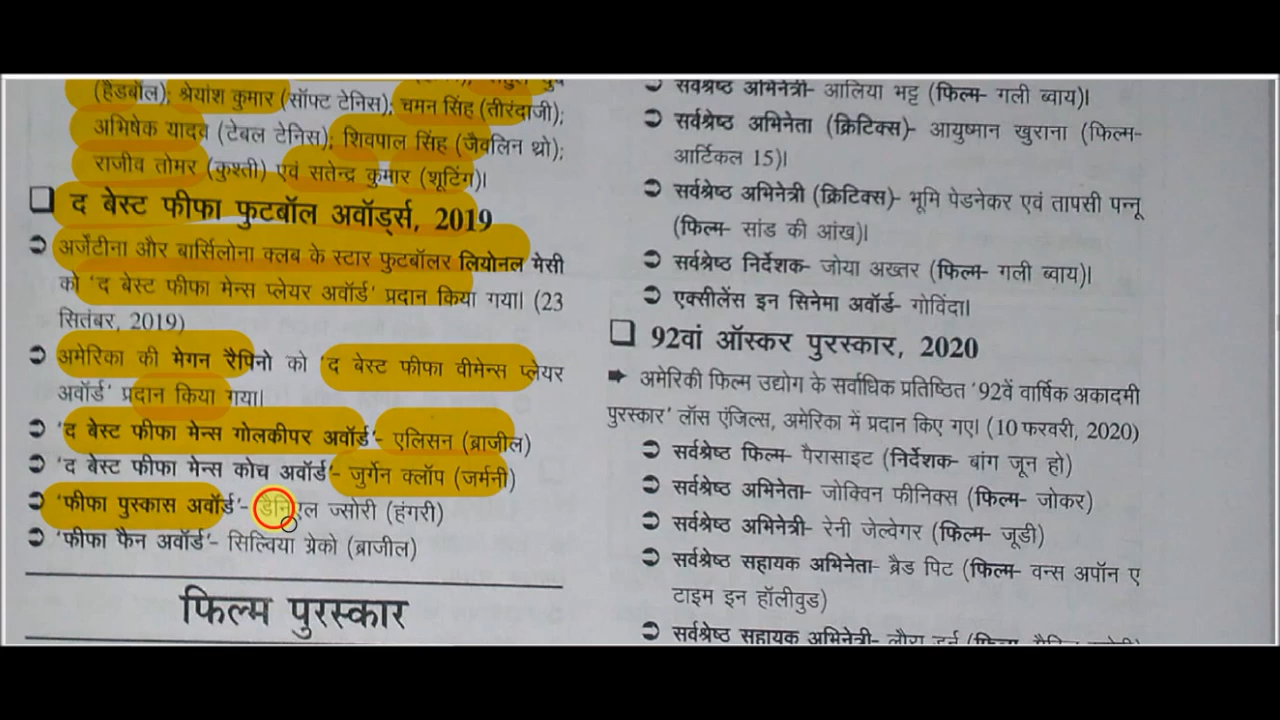 (हैंडबॉल); श्रेयांश कुमार (सॉफ्ट टेनिस); चमन सिंह (तीरंदाजी);
अभिषेक यादव (टेबल टेनिस); शिवपाल सिंह (जैवलिन थ्रो);
राजीव तोमर (कुश्ती) एवं सतेन्द्र कुमार (शूटिंग)।
द बेस्ट फीफा फुटबॉल अवॉर्ड्स, 2019
अर्जेंटीना और बार्सिलोना क्लब के स्टार फुटबॉलर लियोनल मेसी
को 'द बेस्ट फीफा मेन्स प्लेयर अवॉर्ड' प्रदान किया गया। (23
सितंबर, 2019)
अमेरिका की मेगन रैपिनो को 'द बेस्ट फीफा वीमेन्स प्लेयर
अवॉर्ड' प्रदान किया गया।
'द बेस्ट फीफा मेन्स गोलकीपर अवॉर्ड'- एलिसन (ब्राजील)
'द बेस्ट फीफा मेन्स कोच अवॉर्ड'- जुर्गेन क्लॉप (जर्मनी)
'फीफा पुस्कास अवॉर्ड'- डैनिएल ज्सोरी (हंगरी)
'फीफा फैन अवॉर्ड'- सिल्विया ग्रेको (ब्राजील)
फिल्म पुरस्कार
सर्वश्रेष्ठ अभिनेत्री- आलिया भट्ट (फिल्म- गली ब्वाय)।
सर्वश्रेष्ठ अभिनेता (क्रिटिक्स)- आयुष्मान खुराना (फिल्म-
आर्टिकल 15)।
सर्वश्रेष्ठ अभिनेत्री (क्रिटिक्स)- भूमि पेडनेकर एवं तापसी पन्नू
(फिल्म- सांड की आंख)।
सर्वश्रेष्ठ निर्देशक- जोया अख्तर (फिल्म- गली ब्वाय)।
एक्सीलेंस इन सिनेमा अवॉर्ड- गोविंदा।
92वां ऑस्कर पुरस्कार, 2020
अमेरिकी फिल्म उद्योग के सर्वाधिक प्रतिष्ठित '92वें वार्षिक अकादमी
पुरस्कार' लॉस एंजिल्स, अमेरिका में प्रदान किए गए। (10 फरवरी, 2020)
सर्वश्रेष्ठ फिल्म- पैरासाइट (निर्देशक- बांग जून हो)
सर्वश्रेष्ठ अभिनेता- जोक्विन फीनिक्स (फिल्म- जोकर)
सर्वश्रेष्ठ अभिनेत्री- रेनी जेल्वेगर (फिल्म- जूडी)
सर्वश्रेष्ठ सहायक अभिनेता- ब्रैड पिट (फिल्म- वन्स अपॉन ए
टाइम इन हॉलीवुड)
सर्वश्रेष्ठ सहायक अभिनेत्री-